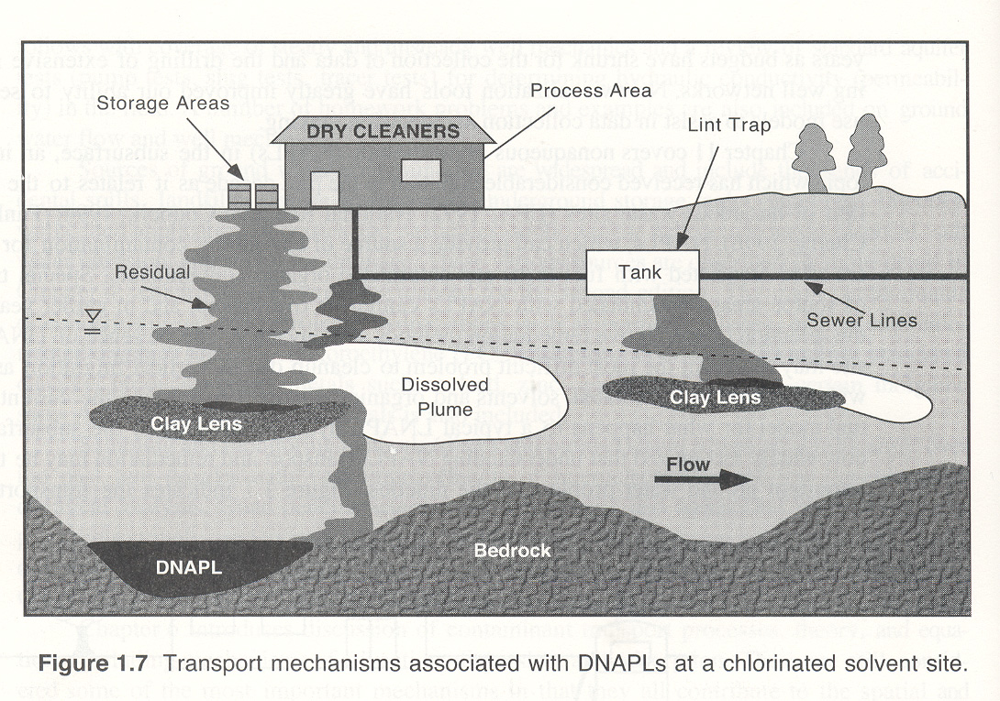 Process Area
Storage Areas
Lint Trap
DRY CLEANERS
Residual
Tank
Sewer Lines
Dissolved
Plume
Clay Lens
Clay Lens
Flow
Bedrock
DNAPL
Figure 1.7 Transport mechanisms associated with DNAPLs at a chlorinated solvent site.